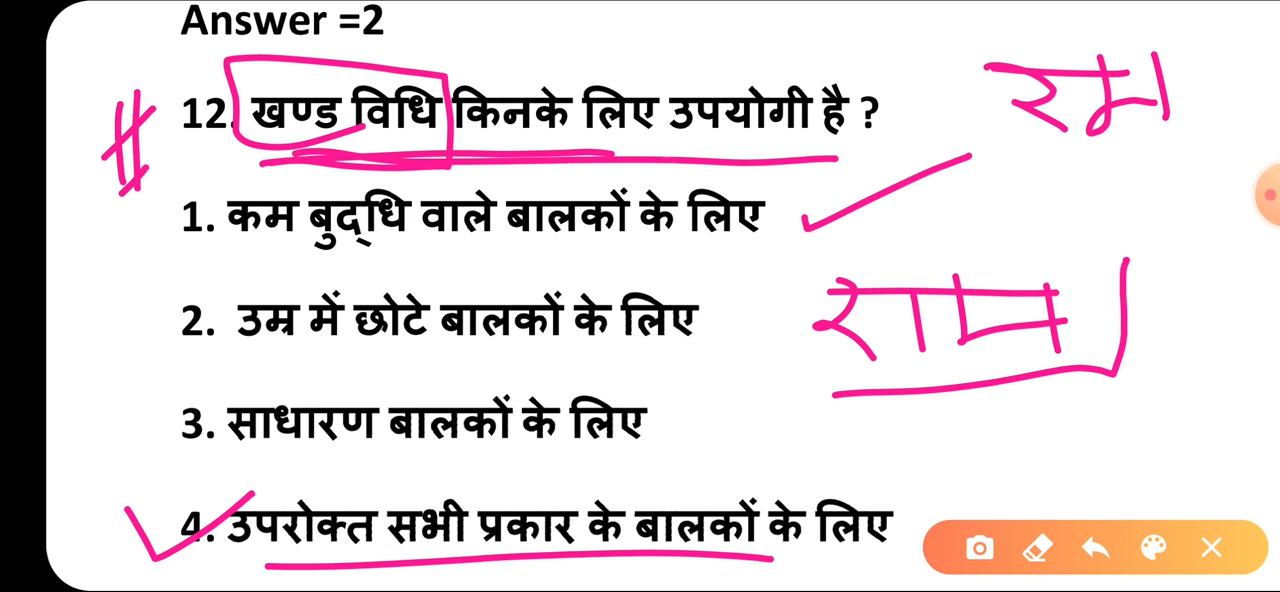 Answer =2
12. खण्ड विधि किनके लिए उपयोगी है ?
1. कम बुद्धि वाले बालकों के लिए
2. उम्र में छोटे बालकों के लिए
3. साधारण बालकों के लिए
4. उपरोक्त सभी प्रकार के बालकों के लिए